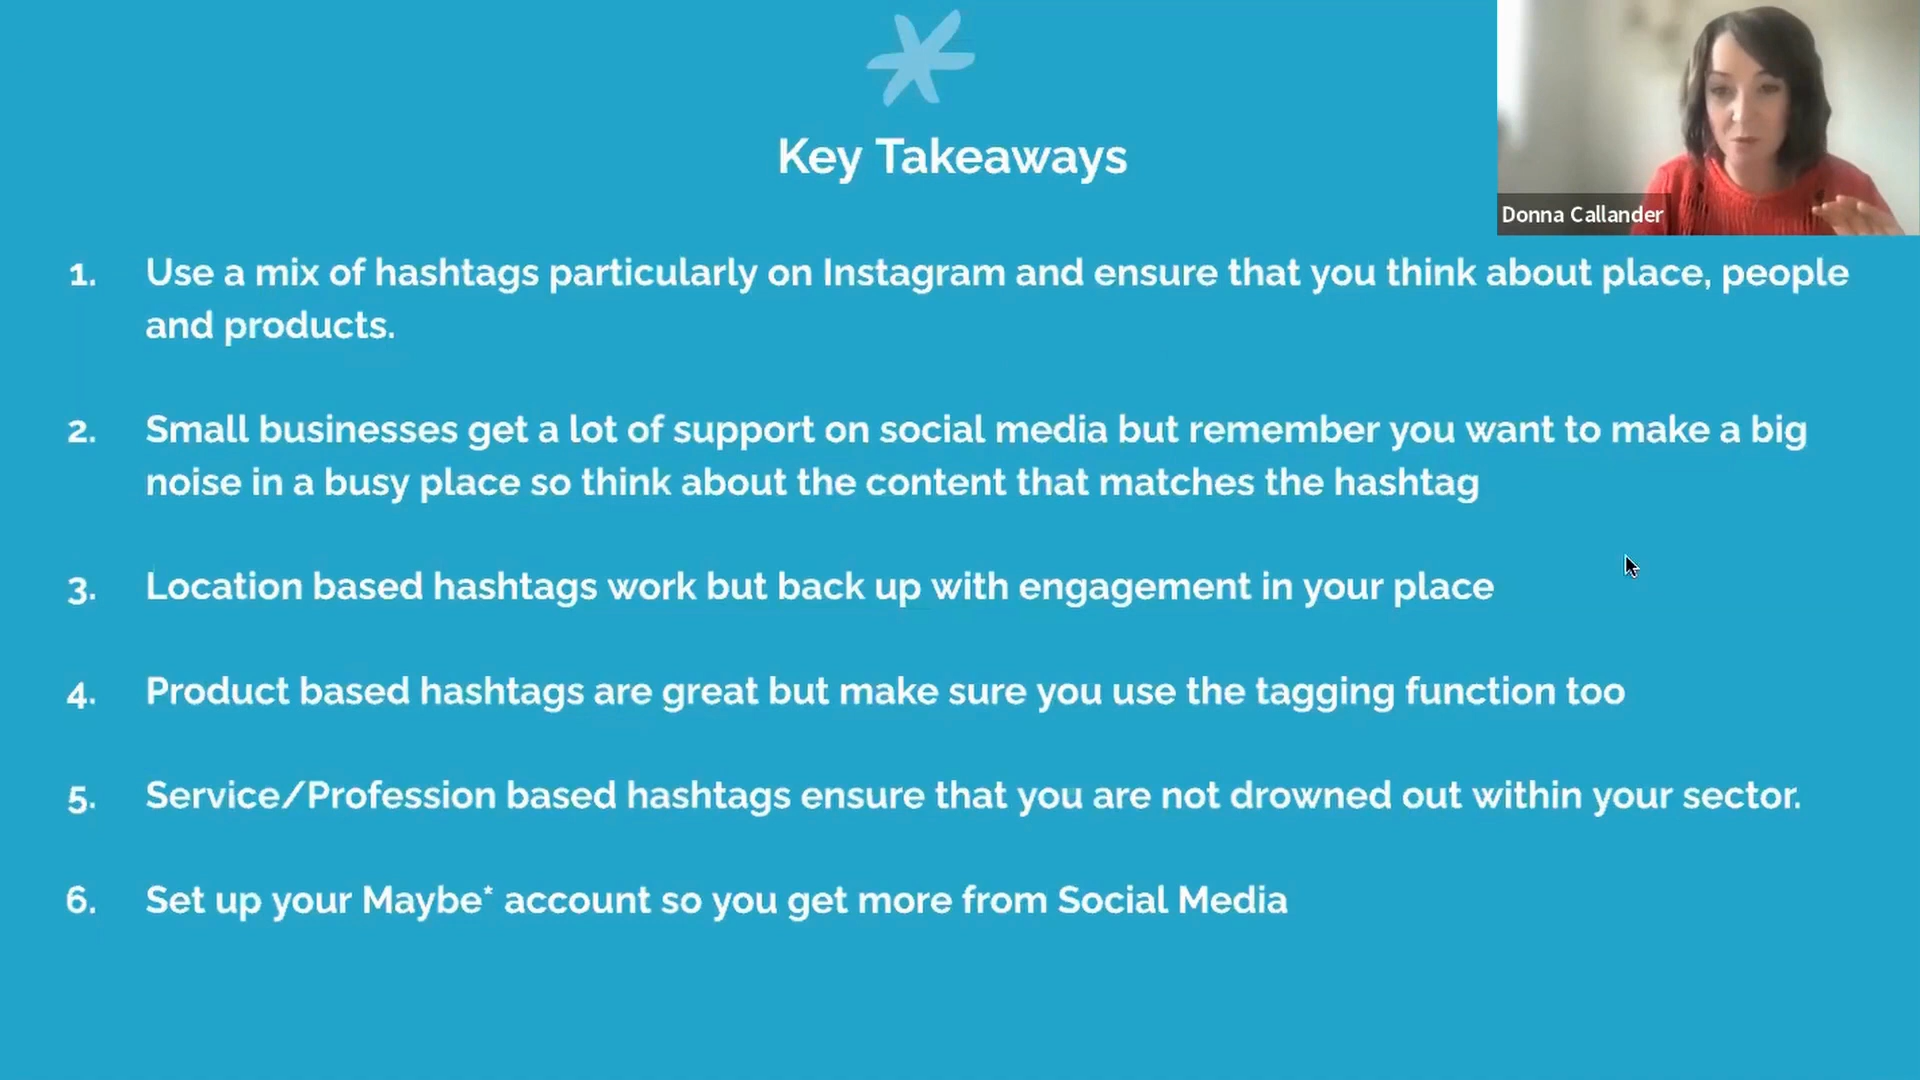 Key Takeaways
Donna Callander
1. Use a mix of hashtags particularly on Instagram and ensure that you think about place, people
and products.
2. Small businesses get a lot of support on social media but remember you want to make a big
noise in a busy place so think about the content that matches the hashtag
3. Location based hashtags work but back up with engagement in your place
4. Product based hashtags are great but make sure you use the tagging function too
5. Service/Profession based hashtags ensure that you are not drowned out within your sector.
6. Set up your Maybe* account so you get more from Social Media